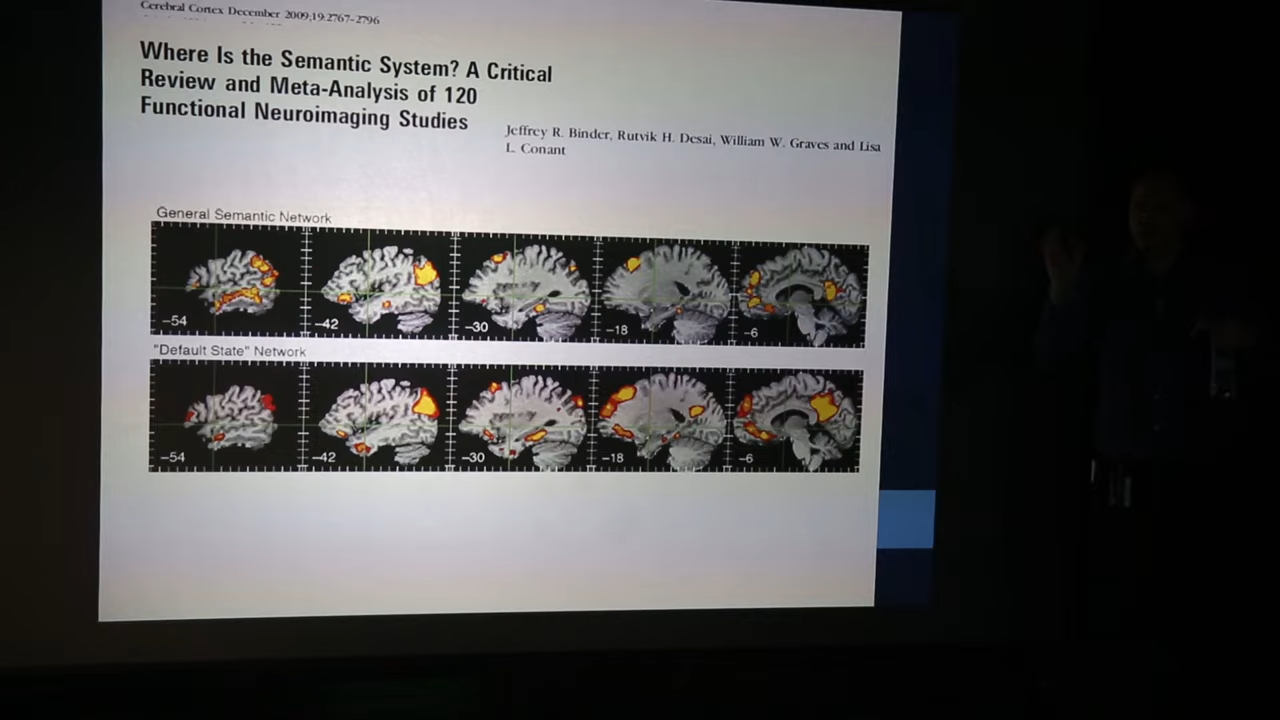 Cerebral Cortex December 2009;19:2767-2796
Where Is the Semantic System? A Critical
Review and Meta-Analysis of 120
Functional Neuroimaging Studies
Jeffrey R. Binder, Rutvik H. Desai, William W. Graves and Lisa
L. Conant
General Semantic Network
-54 -42 -30 -18 -6
"Default State" Network
-54 -42 -30 -18 -6